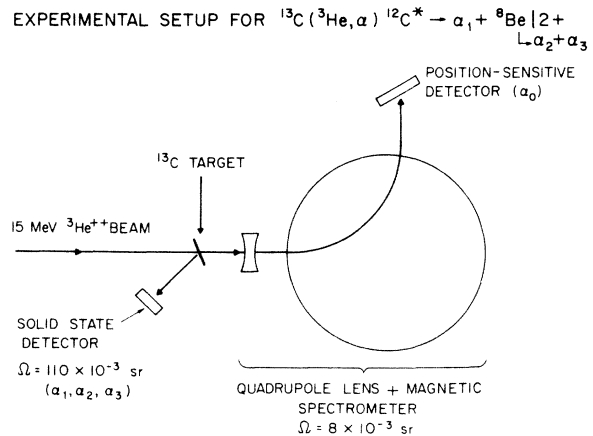 EXPERIMENTAL SETUP FOR ¹³C(³He,α) ¹²C* → α₁ + ⁸Be|2+
↳α₂+α₃
POSITION-SENSITIVE
DETECTOR (α₀)
¹³C TARGET
15 MeV ³He⁺⁺BEAM
SOLID STATE
DETECTOR
Ω = 110 × 10⁻³ sr
(α₁, α₂, α₃)
QUADRUPOLE LENS + MAGNETIC
SPECTROMETER
Ω = 8 × 10⁻³ sr